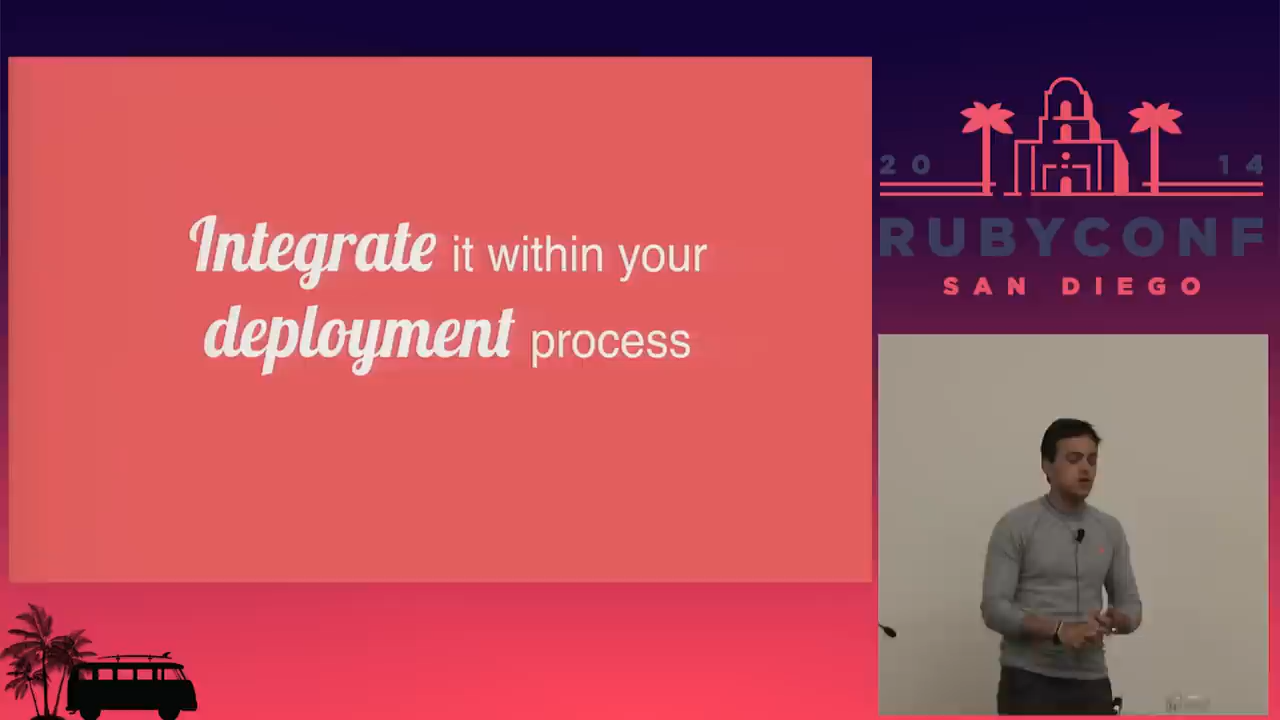 Integrate it within your
deployment process
20 14
RUBYCONF
SAN DIEGO